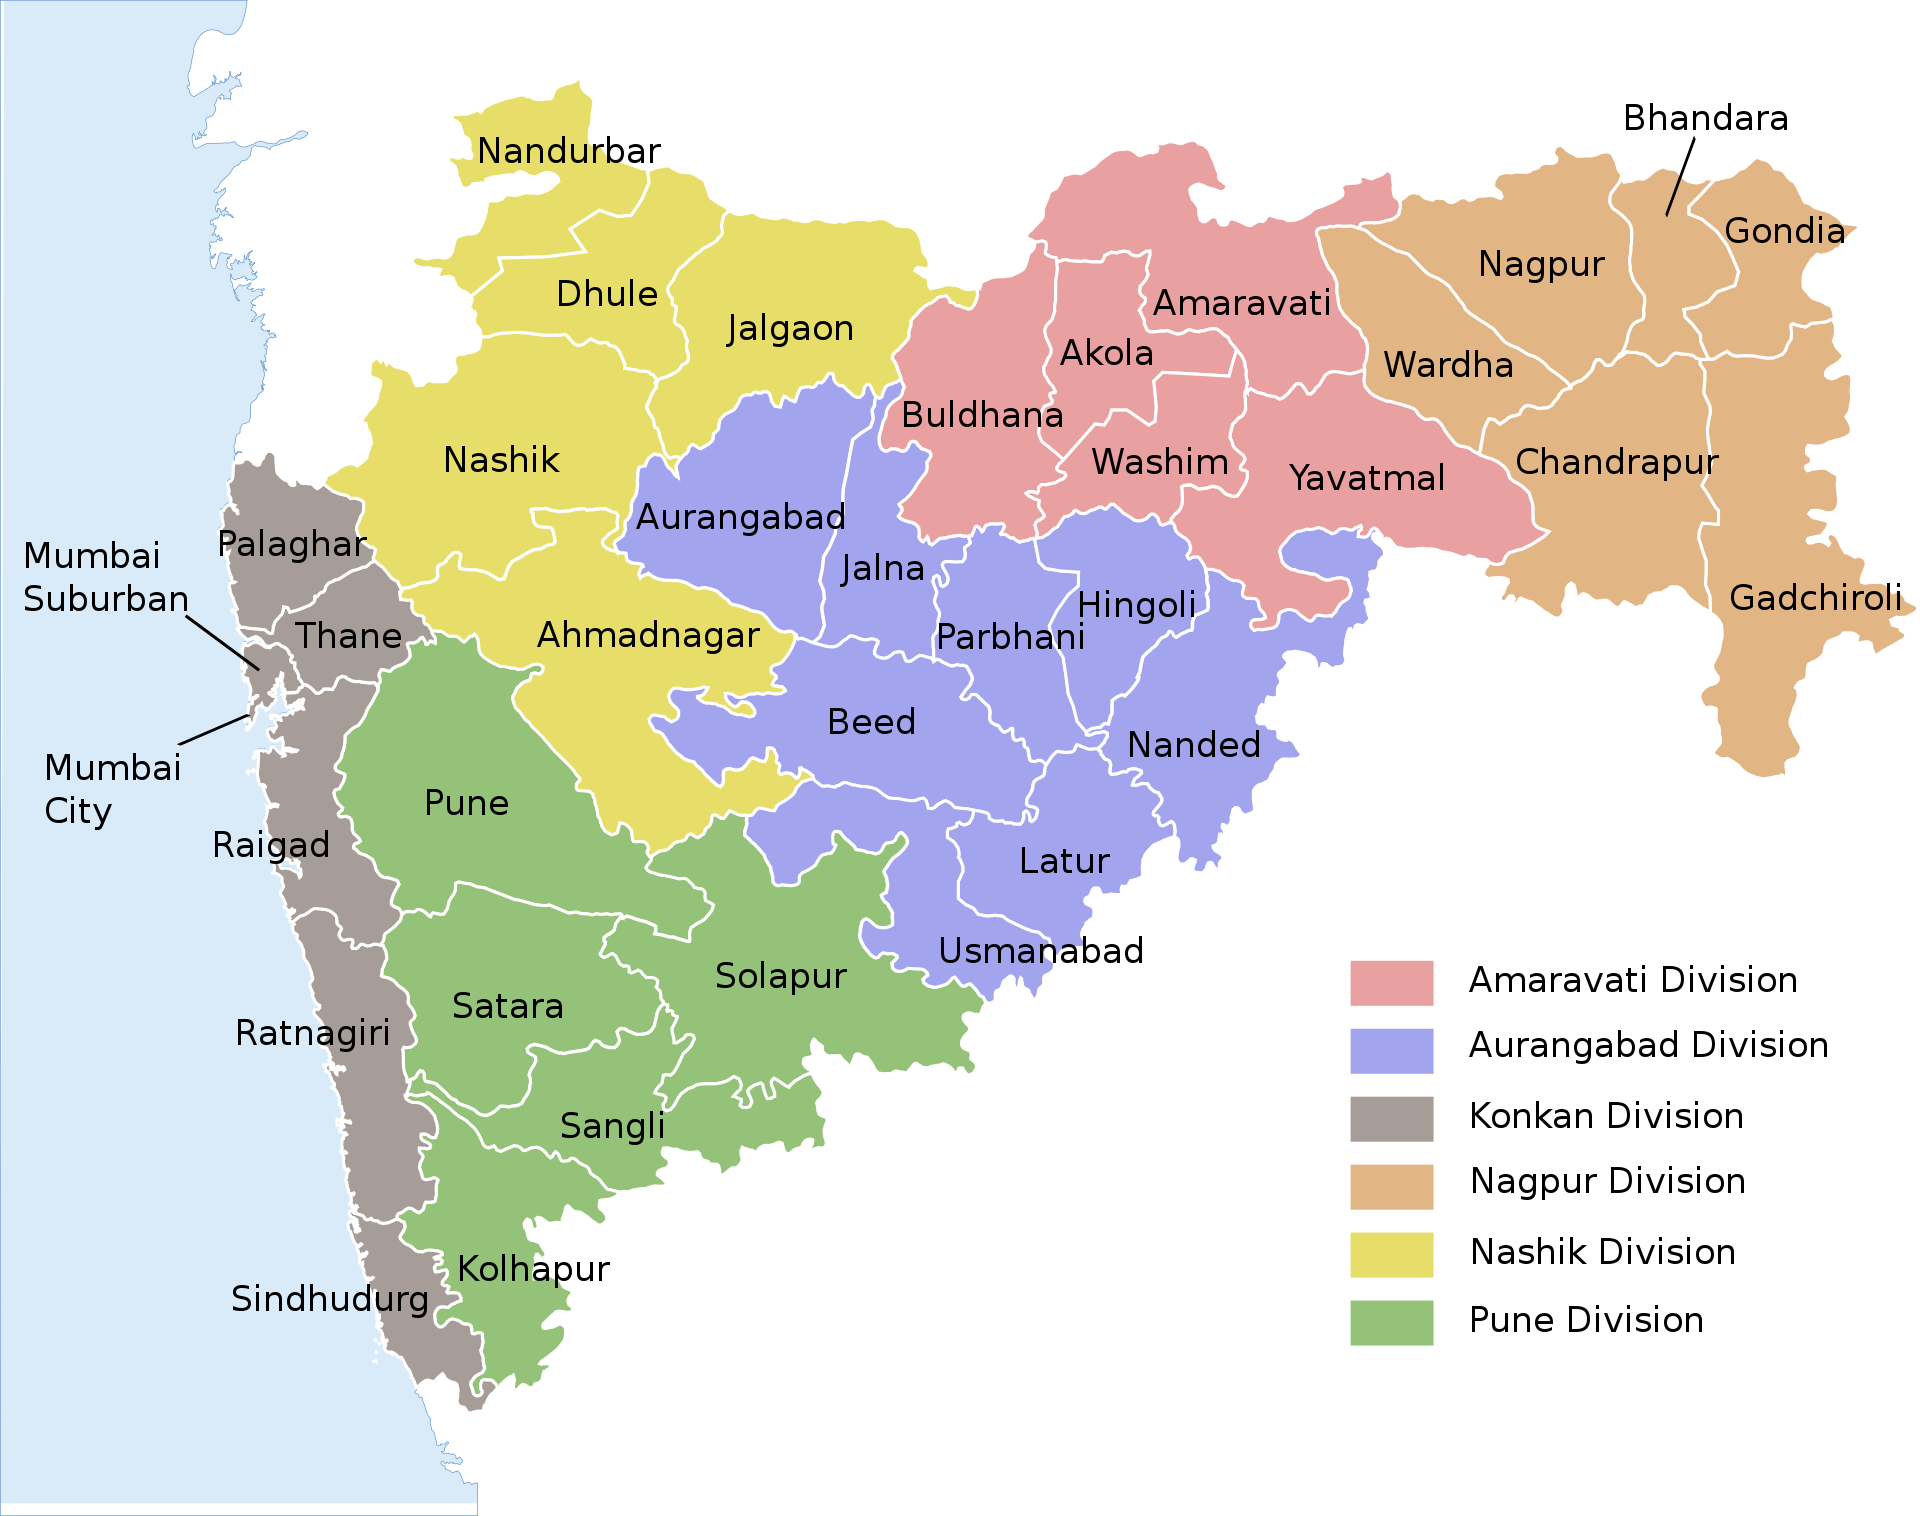 Bhandara
Nandurbar
Gondia
Nagpur
Dhule
Amaravati
Jalgaon
Akola
Wardha
Buldhana
Nashik
Washim
Chandrapur
Yavatmal
Aurangabad
Palaghar
Mumbai
Suburban
Jalna
Gadchiroli
Hingoli
Thane
Ahmadnagar
Parbhani
Beed
Nanded
Mumbai
City
Pune
Raigad
Latur
Usmanabad
Solapur
Satara
Ratnagiri
Sangli
Kolhapur
Sindhudurg
Amaravati Division
Aurangabad Division
Konkan Division
Nagpur Division
Nashik Division
Pune Division